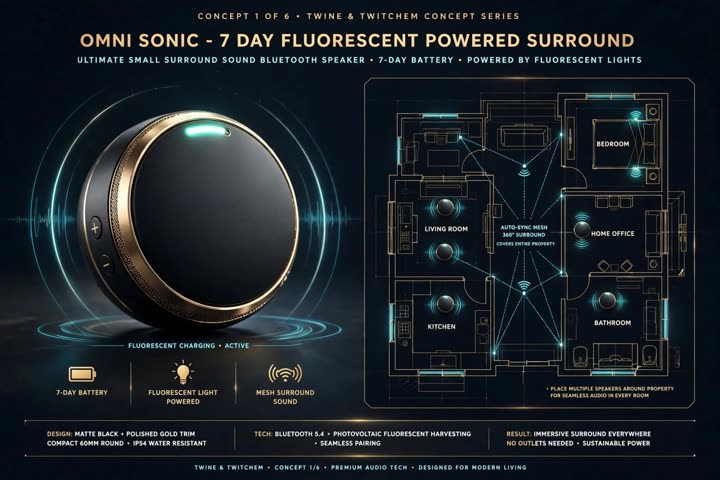 CONCEPT 1 OF 6 • TWINE & TWITCHEM CONCEPT SERIES
OMNI SONIC - 7 DAY FLUORESCENT POWERED SURROUND
ULTIMATE SMALL SURROUND SOUND BLUETOOTH SPEAKER • 7-DAY BATTERY • POWERED BY FLUORESCENT LIGHTS
+
-
FLUORESCENT CHARGING • ACTIVE
7-DAY BATTERY
FLUORESCENT LIGHT
POWERED
MESH SURROUND
SOUND
BEDROOM
LIVING ROOM
AUTO-SYNC MESH
360° SURROUND
COVERS ENTIRE PROPERTY
HOME OFFICE
KITCHEN
BATHROOM
• PLACE MULTIPLE SPEAKERS AROUND PROPERTY
FOR SEAMLESS AUDIO IN EVERY ROOM
DESIGN: MATTE BLACK • POLISHED GOLD TRIM
COMPACT 60MM ROUND • IP54 WATER RESISTANT
TECH: BLUETOOTH 5.4 • PHOTOVOLTAIC FLUORESCENT HARVESTING
• SEAMLESS PAIRING
RESULT: IMMERSIVE SURROUND EVERYWHERE
NO OUTLETS NEEDED • SUSTAINABLE POWER
TWINE & TWITCHEM • CONCEPT 1/6 • PREMIUM AUDIO TECH • DESIGNED FOR MODERN LIVING